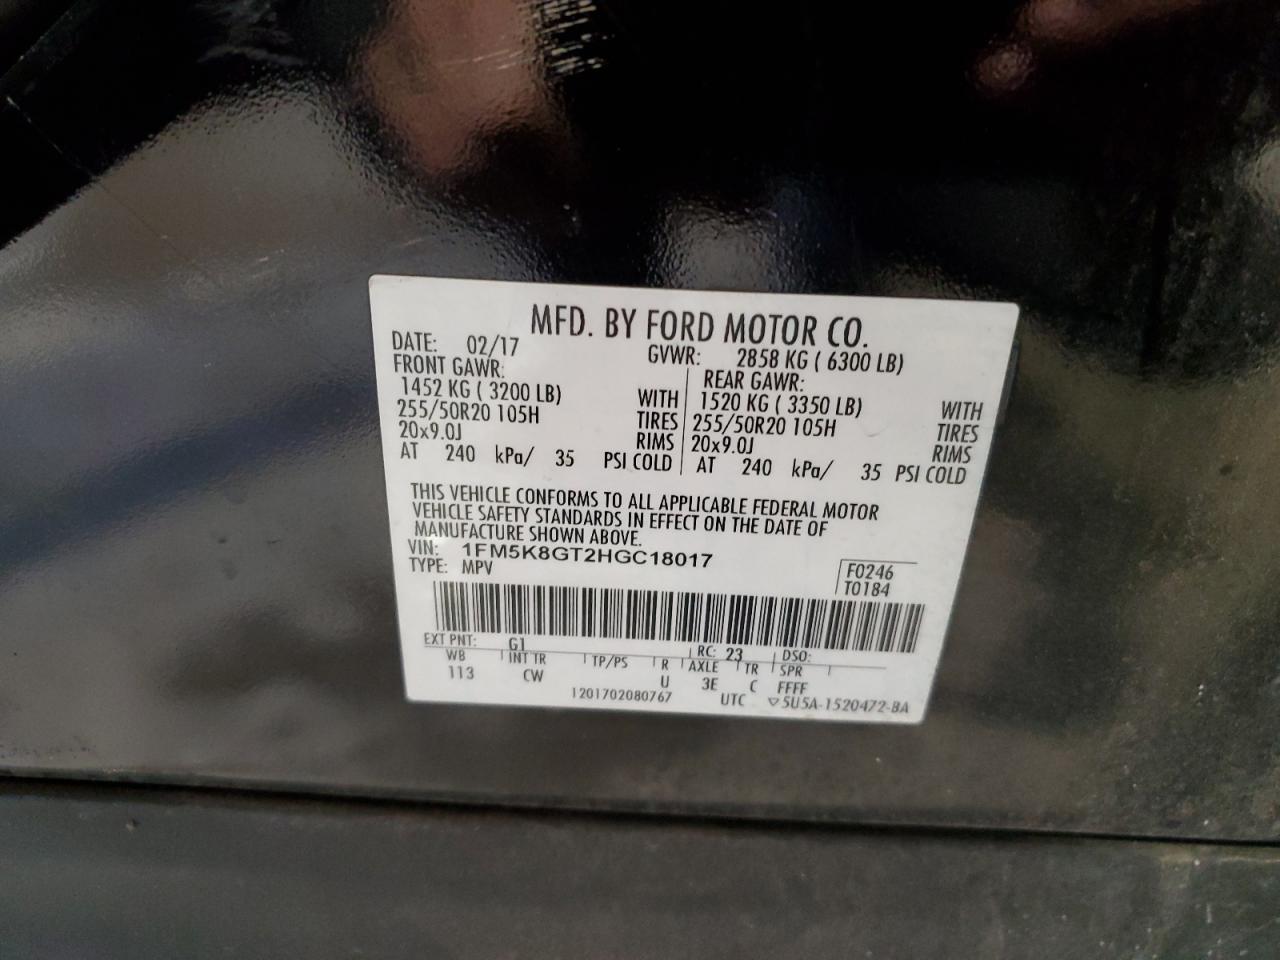 MFD. BY FORD MOTOR CO.
DATE: 02/17 GVWR: 2858 KG ( 6300 LB)
FRONT GAWR: REAR GAWR:
1452 KG ( 3200 LB) WITH 1520 KG ( 3350 LB) WITH
255/50R20 105H TIRES 255/50R20 105H TIRES
20x9.0J RIMS 20x9.0J RIMS
AT 240 kPa/ 35 PSI COLD AT 240 kPa/ 35 PSI COLD
THIS VEHICLE CONFORMS TO ALL APPLICABLE FEDERAL MOTOR
VEHICLE SAFETY STANDARDS IN EFFECT ON THE DATE OF
MANUFACTURE SHOWN ABOVE.
VIN: 1FM5K8GT2HGC18017
TYPE: MPV F0246
T0184
EXT PNT: G1 RC: 23 DSO:
WB INT TR TP/PS R AXLE TR SPR
113 CW U 3E C FFFF
1201702080767 UTC ▽5U5A-1520472-BA